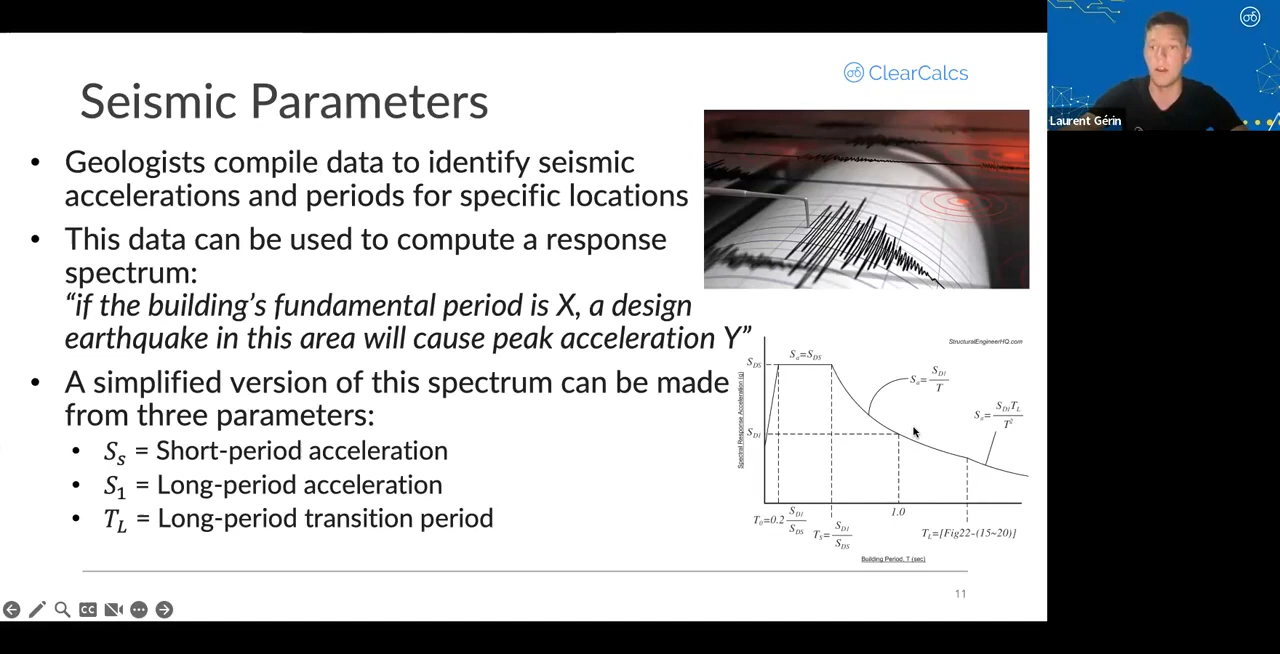 Seismic Parameters
ClearCalcs
Laurent Gérin
• Geologists compile data to identify seismic
accelerations and periods for specific locations
• This data can be used to compute a response
spectrum:
“if the building’s fundamental period is X, a design
earthquake in this area will cause peak acceleration Y”
• A simplified version of this spectrum can be made
from three parameters:
• Ss = Short-period acceleration
• S1 = Long-period acceleration
• TL = Long-period transition period
StructuralEngineerHQ.com
SDS
Sa=SDS
Sa= SD1/T
Sa= SD1TL/T²
SD1
Spectral Response Acceleration (g)
T0=0.2 SD1/SDS
TS= SD1/SDS
1.0
TL=[Fig22-(15~20)]
Building Period, T (sec)
11
CC